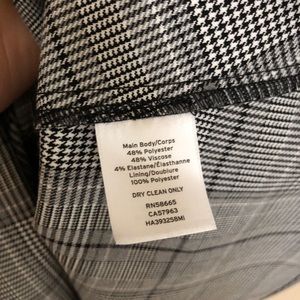 Main Body/Corps
48% Polyester
48% Viscose
4% Elastane/Élasthanne
Lining/Doublure
100% Polyester
DRY CLEAN ONLY
RN58665
CA57963
HA3932S8MI